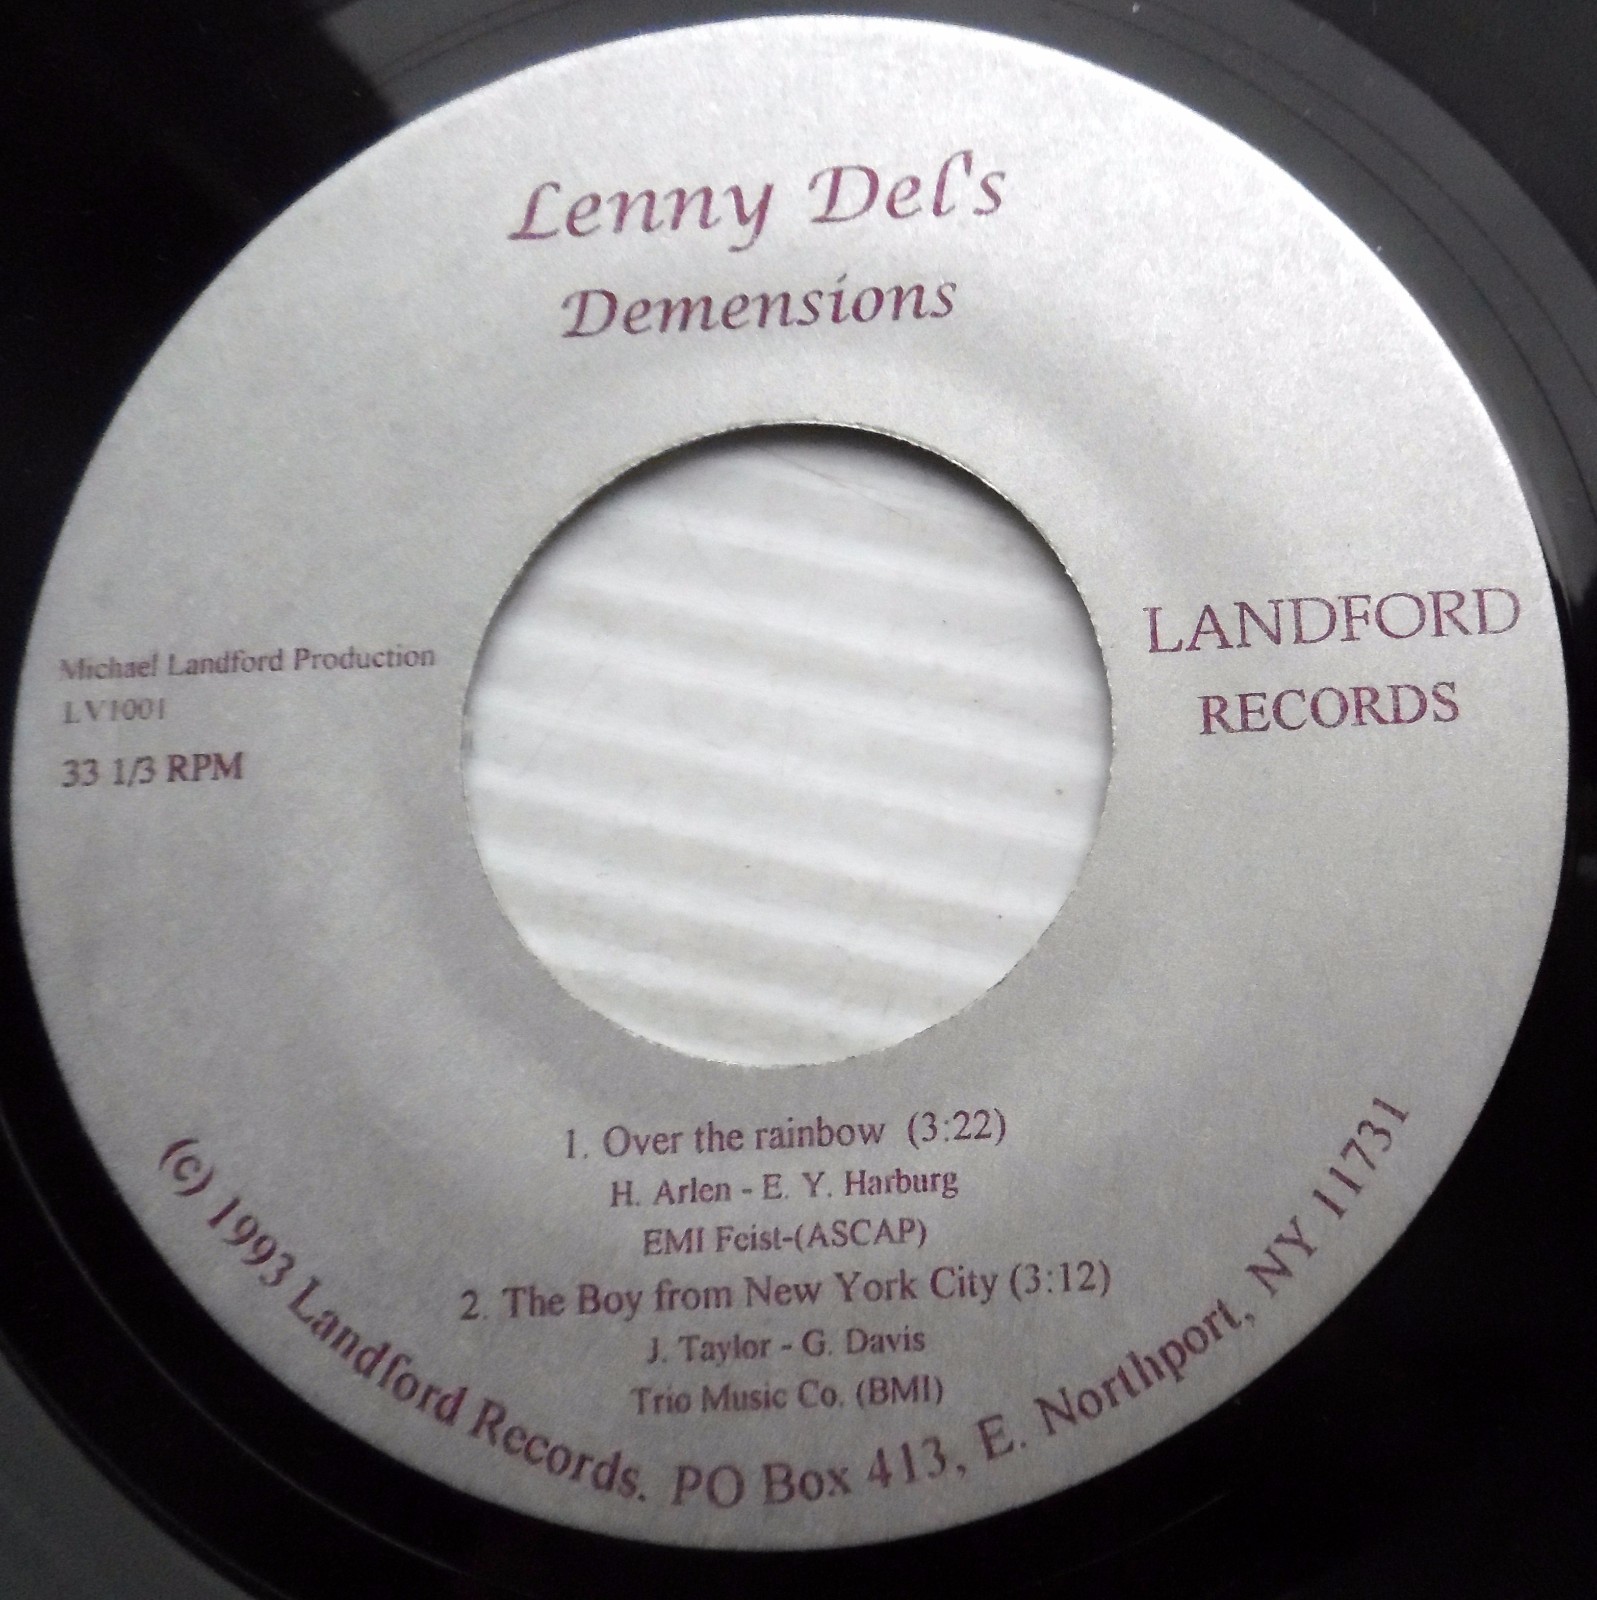 Lenny Del's
Demensions
Michael Landford Production
LV1001
33 1/3 RPM
LANDFORD
RECORDS
1. Over the rainbow (3:22)
H. Arlen - E. Y. Harburg
EMI Feist-(ASCAP)
2. The Boy from New York City (3:12)
J. Taylor - G. Davis
Trio Music Co. (BMI)
(c) 1993 Landford Records. PO Box 413, E. Northport, NY 11731